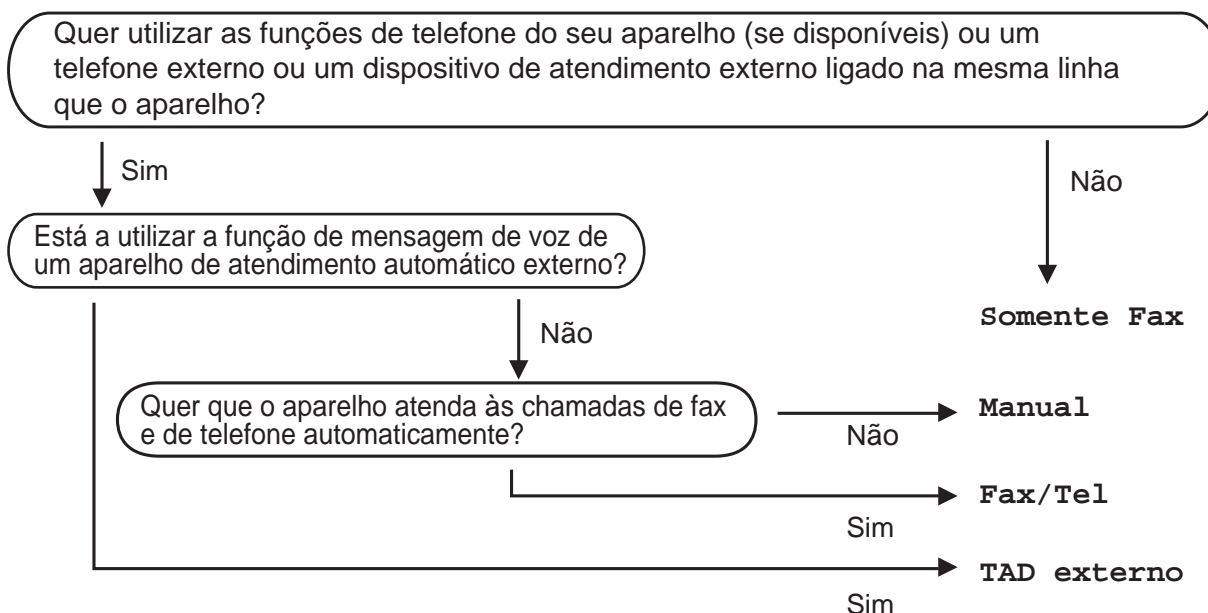 Quer utilizar as funções de telefone do seu aparelho (se disponíveis) ou um
telefone externo ou um dispositivo de atendimento externo ligado na mesma linha
que o aparelho?
Sim
Não
Está a utilizar a função de mensagem de voz de
um aparelho de atendimento automático externo?
Somente Fax
Não
Quer que o aparelho atenda às chamadas de fax
e de telefone automaticamente?
Manual
Não
Fax/Tel
Sim
TAD externo
Sim